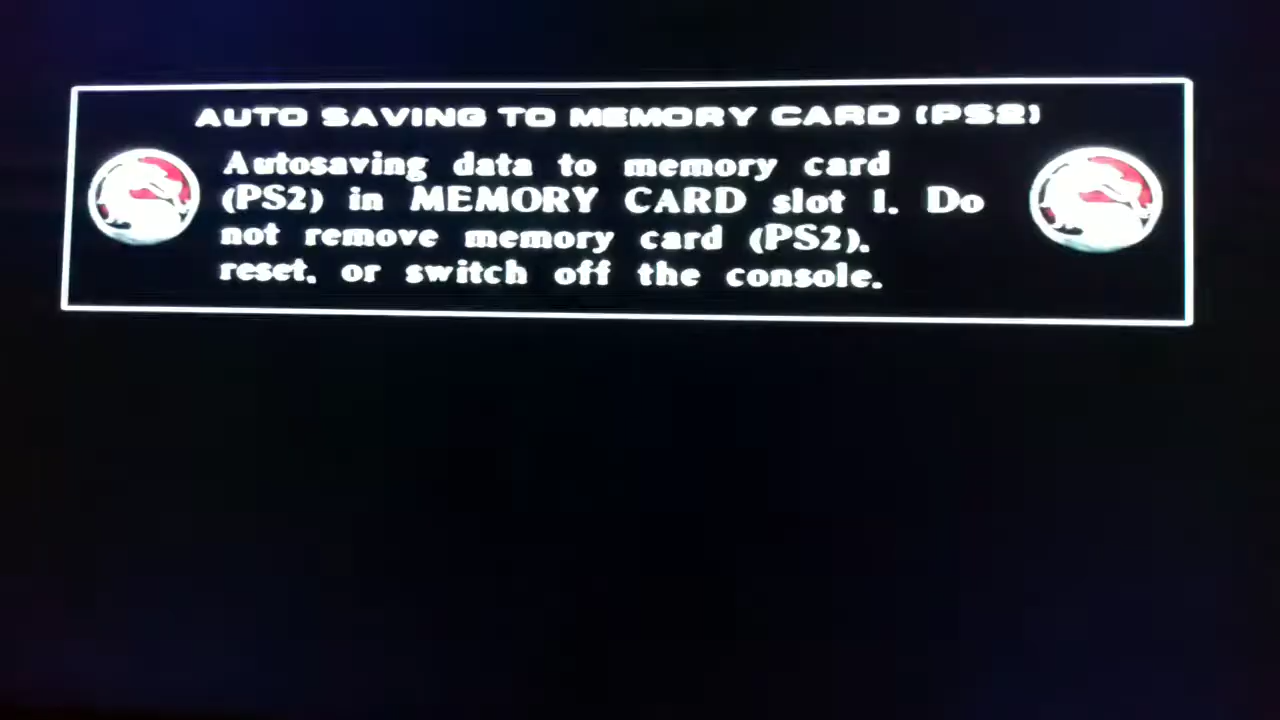 AUTO SAVING TO MEMORY CARD (PS2)
Autosaving data to memory card
(PS2) in MEMORY CARD slot 1. Do
not remove memory card (PS2).
reset. or switch off the console.